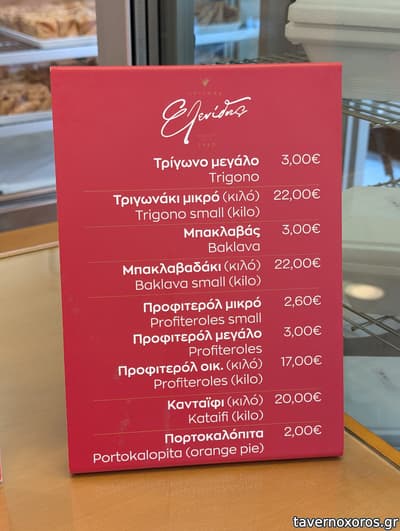 Ελενίδης
Τρίγωνο μεγάλο 3,00€
Trigono
Τριγωνάκι μικρό (κιλό) 22,00€
Trigono small (kilo)
Μπακλαβάς 3,00€
Baklava
Μπακλαβαδάκι (κιλό) 22,00€
Baklava small (kilo)
Προφιτερόλ μικρό 2,60€
Profiteroles small
Προφιτερόλ μεγάλο 3,00€
Profiteroles
Προφιτερόλ οικ. (κιλό) 17,00€
Profiteroles (kilo)
Κανταϊφι (κιλό) 20,00€
Kataifi (kilo)
Πορτοκαλόπιτα 2,00€
Portokalopita (orange pie)
tavernoxoros.gr